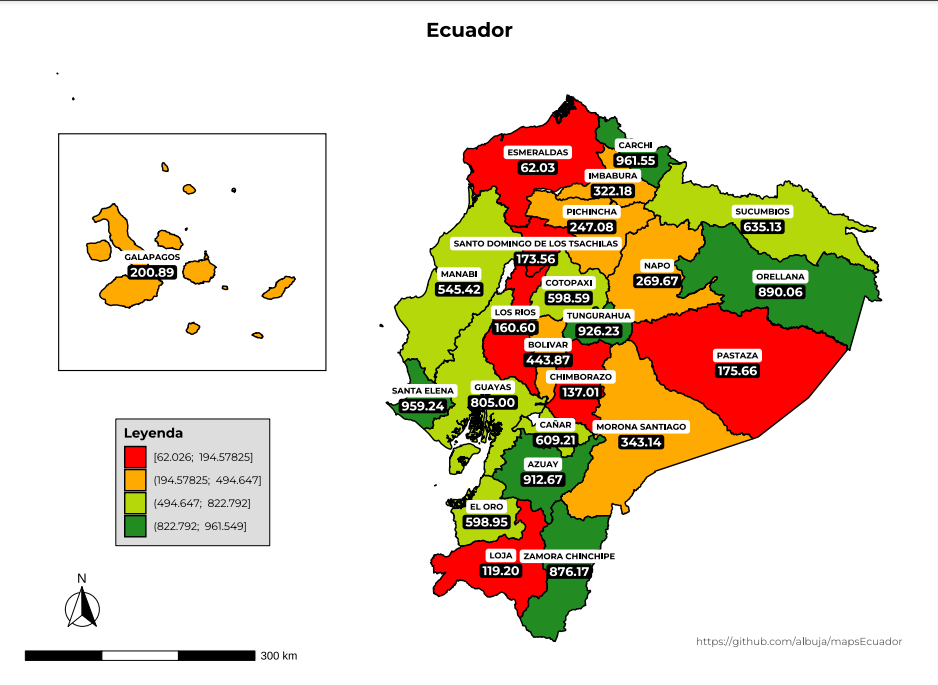 Ecuador
ESMERALDAS
62.03
CARCHI
961.55
IMBABURA
322.18
PICHINCHA
247.08
SUCUMBIOS
635.13
SANTO DOMINGO DE LOS TSACHILAS
173.56
GALAPAGOS
200.89
MANABI
545.42
NAPO
269.67
ORELLANA
890.06
COTOPAXI
598.59
LOS RIOS
160.60
TUNGURAHUA
926.23
BOLIVAR
443.87
PASTAZA
175.66
CHIMBORAZO
137.01
SANTA ELENA
959.24
GUAYAS
805.00
CAÑAR
609.21
MORONA SANTIAGO
343.14
AZUAY
912.67
EL ORO
598.95
LOJA
119.20
ZAMORA CHINCHIPE
876.17
Leyenda
[62.026; 194.57825]
(194.57825; 494.647]
(494.647; 822.792]
(822.792; 961.549]
N
300 km
https://github.com/albuja/mapsEcuador